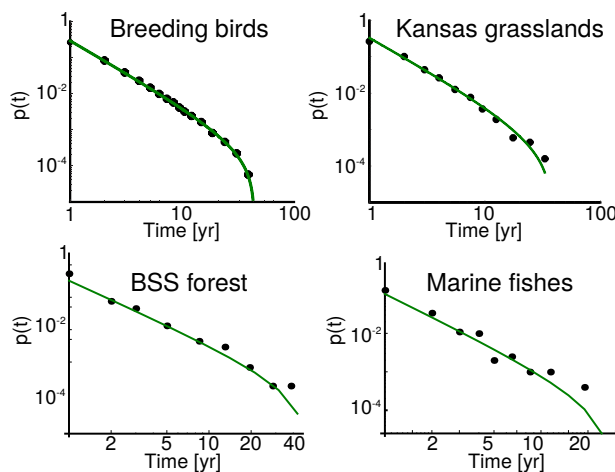 Breeding birds
1
10-2
10-4
p(t)
1
10
100
Time [yr]
Kansas grasslands
1
10-2
10-4
p(t)
1
10
100
Time [yr]
BSS forest
1
10-2
10-4
p(t)
2
5
10
20
40
Time [yr]
Marine fishes
1
10-2
10-4
p(t)
2
5
10
20
Time [yr]